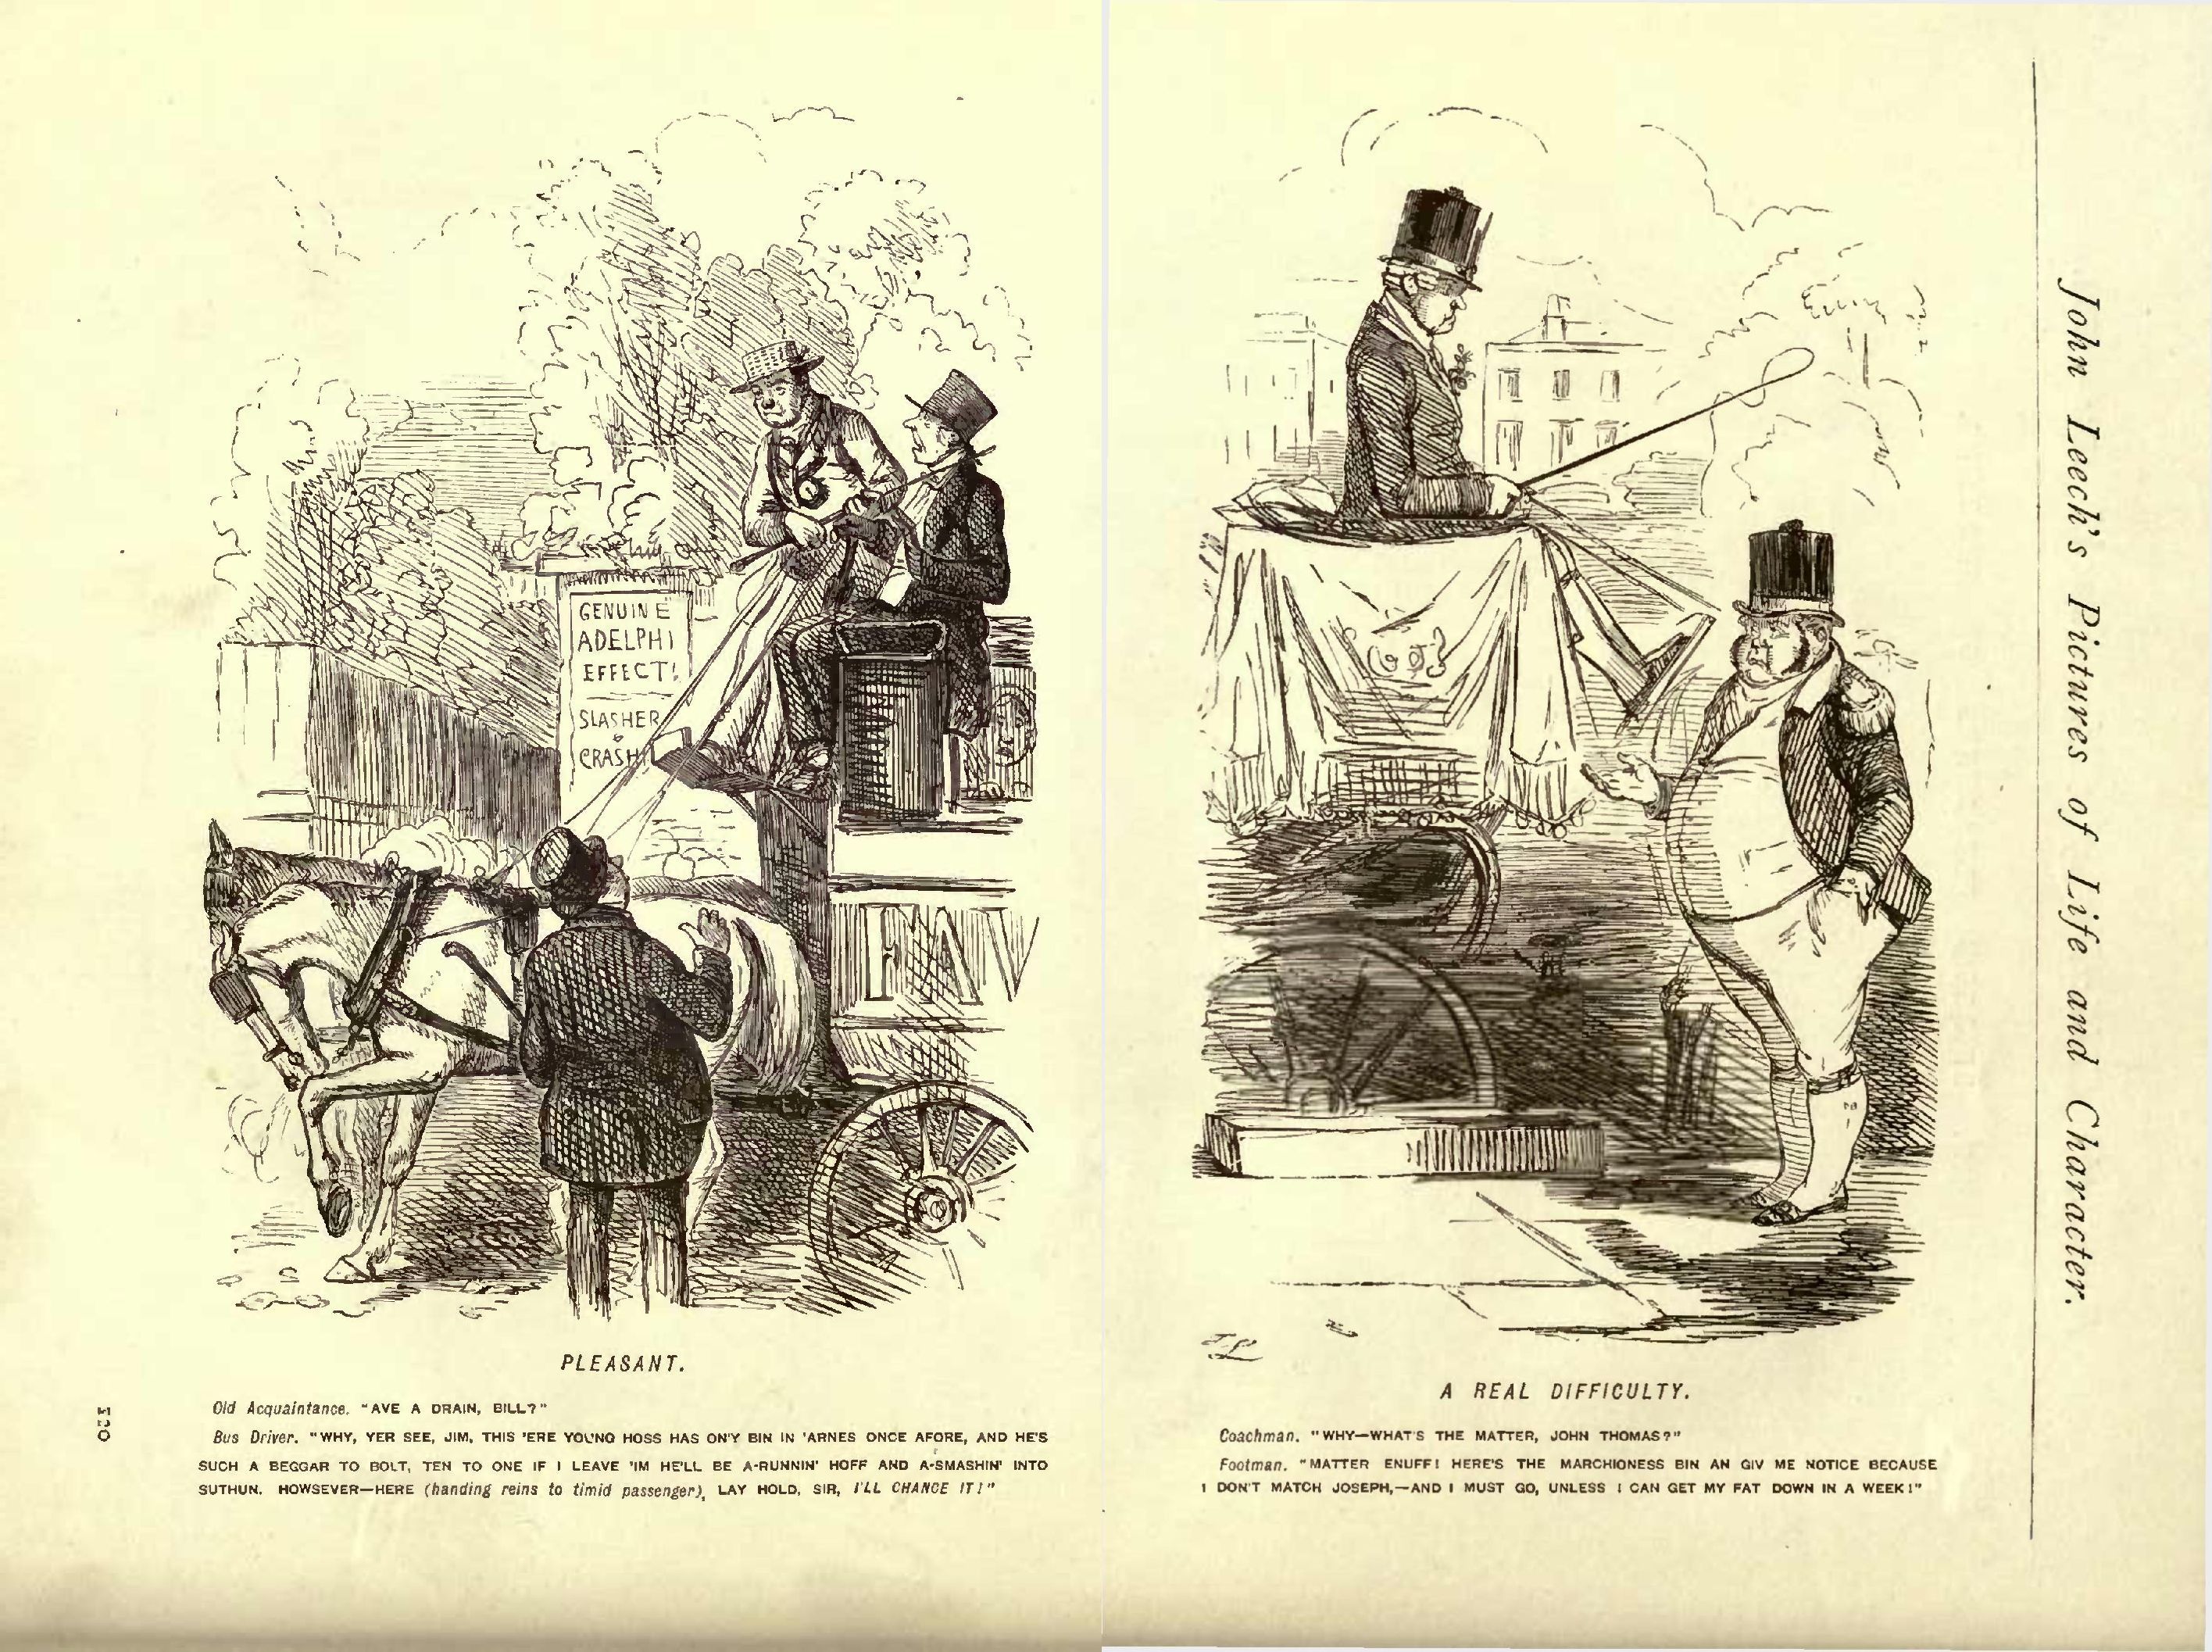 GENUINE
ADELPHI
EFFECT!
SLASHER
&
CRASH
FAV
PLEASANT.
Old Acquaintance. "AVE A DRAIN, BILL?"
Bus Driver. "WHY, YER SEE, JIM, THIS 'ERE YOUNG HOSS HAS ON'Y BIN IN 'ARNES ONCE AFORE, AND HE'S
SUCH A BEGGAR TO BOLT, TEN TO ONE IF I LEAVE 'IM HE'LL BE A-RUNNIN' HOFF AND A-SMASHIN' INTO
SUTHUN. HOWSEVER—HERE (handing reins to timid passenger), LAY HOLD, SIR, I'LL CHANCE IT!"
JL
A REAL DIFFICULTY.
Coachman. "WHY—WHAT'S THE MATTER, JOHN THOMAS?"
Footman. "MATTER ENUFF! HERE'S THE MARCHIONESS BIN AN GIV ME NOTICE BECAUSE
I DON'T MATCH JOSEPH,—AND I MUST GO, UNLESS I CAN GET MY FAT DOWN IN A WEEK!"
John Leech's Pictures of Life and Character.